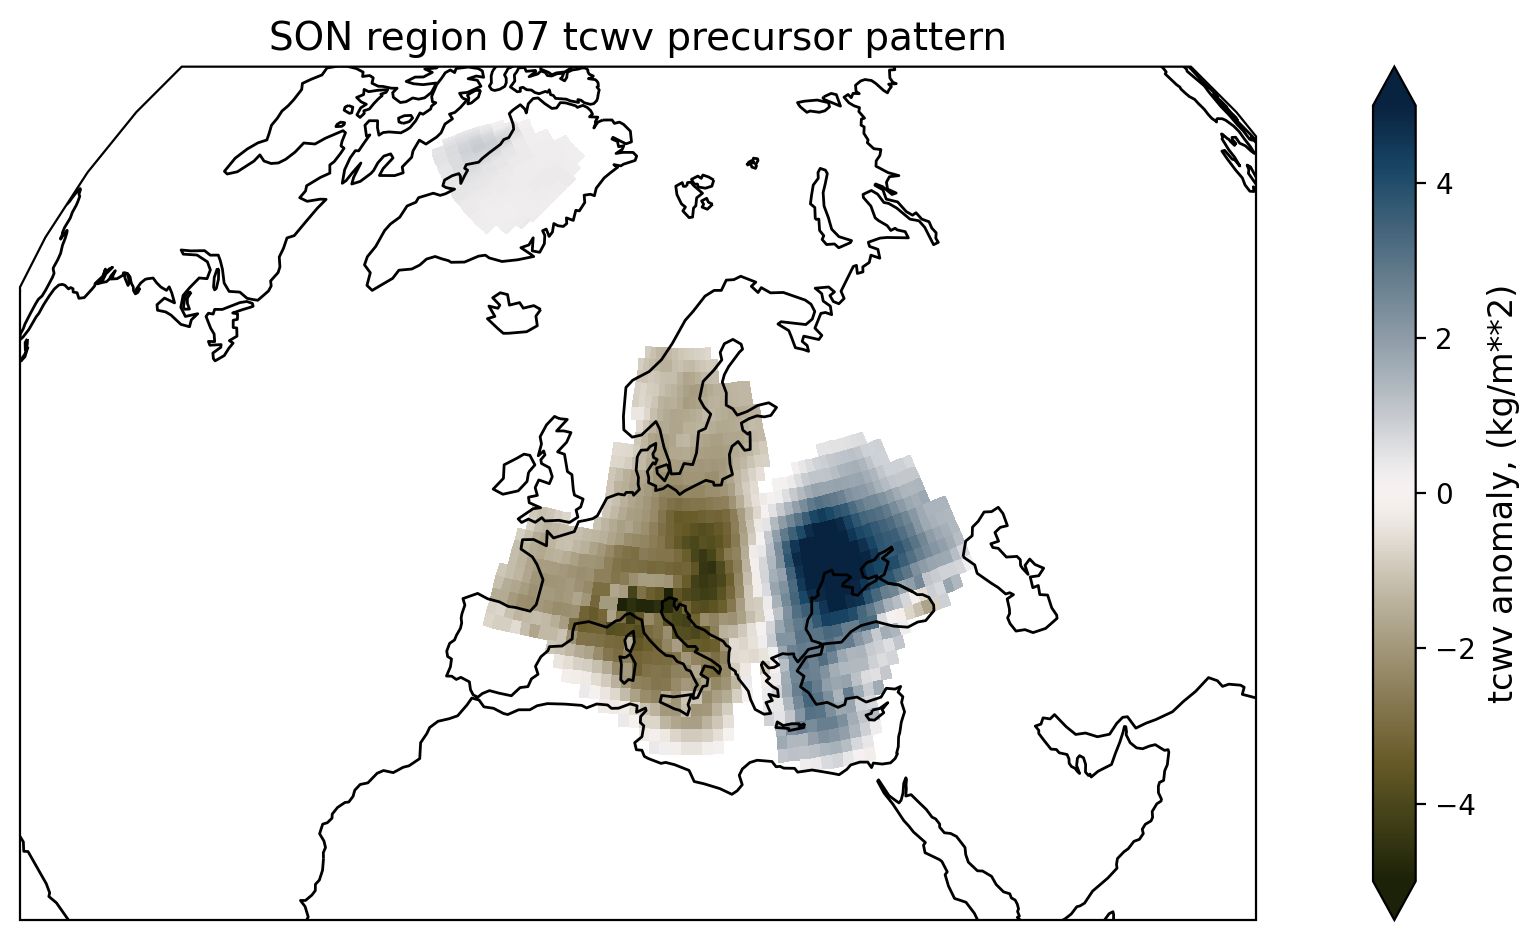 SON region 07 tcwv precursor pattern
4
2
0
−2
−4
tcwv anomaly, (kg/m**2)